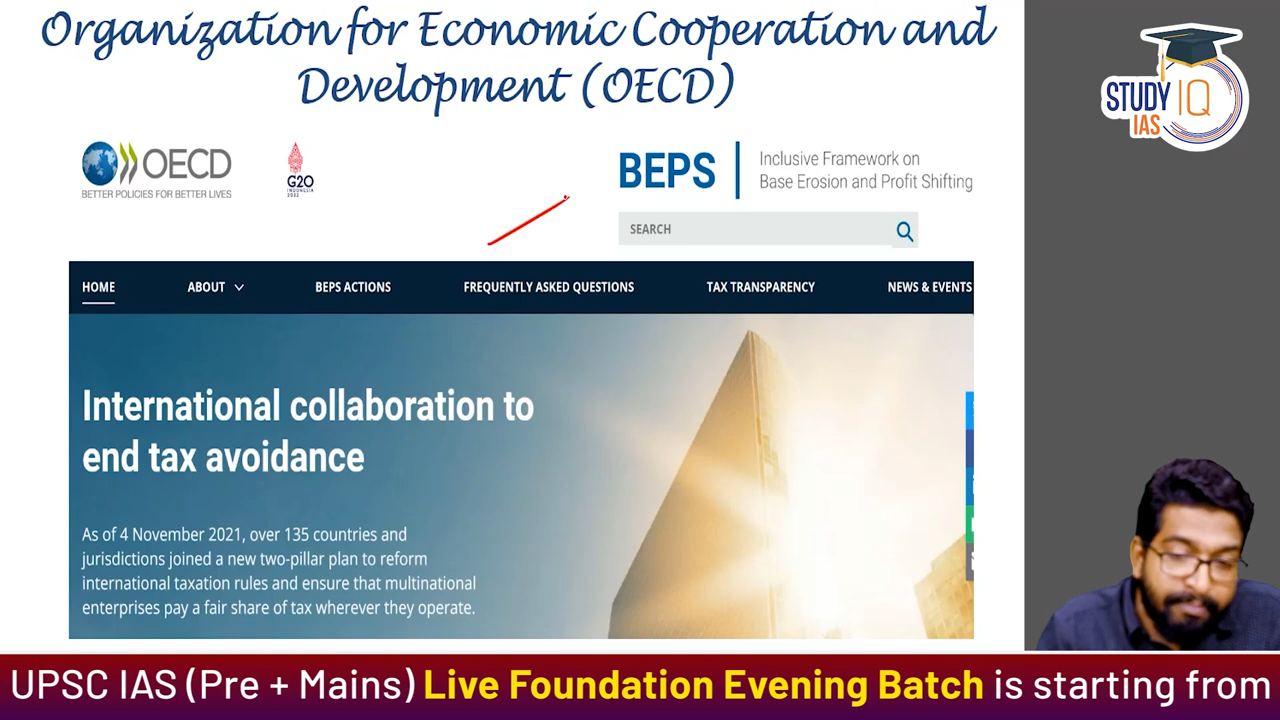 Organization for Economic Cooperation and
Development (OECD)
STUDY IQ
IAS
OECD
BETTER POLICIES FOR BETTER LIVES
G20
INDONESIA
2022
BEPS
Inclusive Framework on
Base Erosion and Profit Shifting
SEARCH
HOME ABOUT BEPS ACTIONS FREQUENTLY ASKED QUESTIONS TAX TRANSPARENCY NEWS & EVENTS
International collaboration to
end tax avoidance
As of 4 November 2021, over 135 countries and
jurisdictions joined a new two-pillar plan to reform
international taxation rules and ensure that multinational
enterprises pay a fair share of tax wherever they operate.
UPSC IAS (Pre + Mains) Live Foundation Evening Batch is starting from